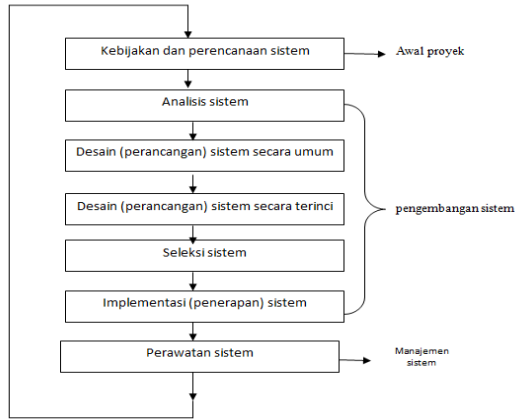 Kebijakan dan perencanaan sistem
Awal proyek
Analisis sistem
Desain (perancangan) sistem secara umum
Desain (perancangan) sistem secara terinci
pengembangan sistem
Seleksi sistem
Implementasi (penerapan) sistem
Perawatan sistem
Manajemen
sistem